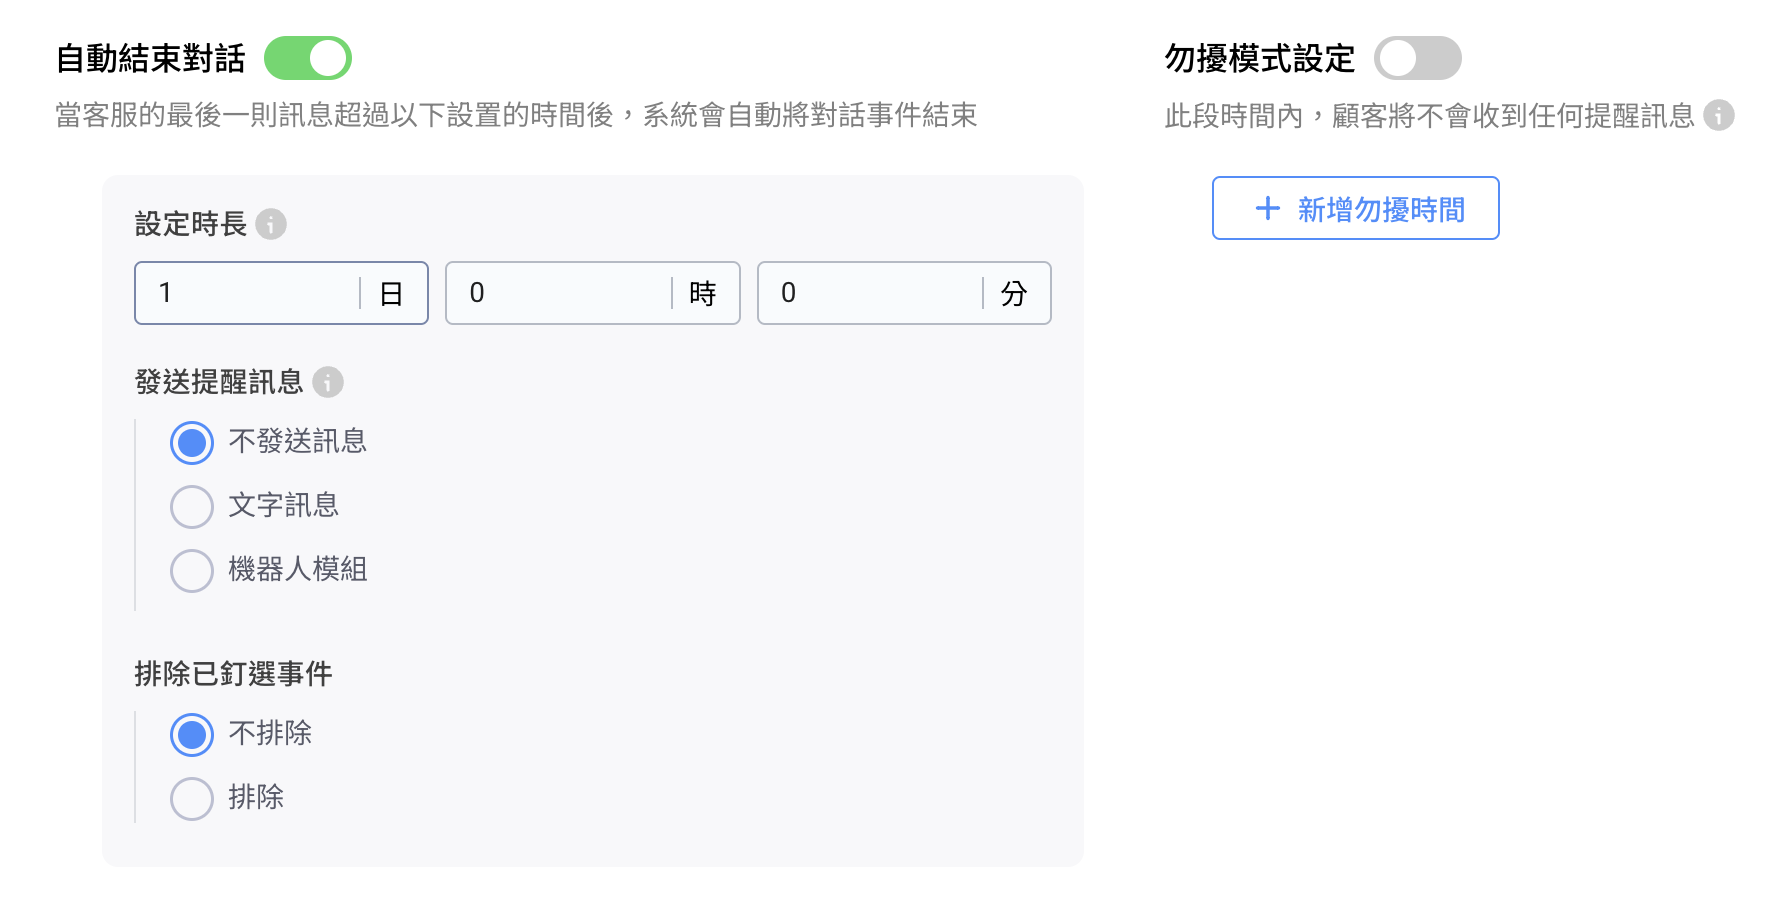 自動結束對話
當客服的最後一則訊息超過以下設置的時間後，系統會自動將對話事件結束
設定時長
1 日 0 時 0 分
發送提醒訊息
不發送訊息
文字訊息
機器人模組
排除已釘選事件
不排除
排除
勿擾模式設定
此段時間內，顧客將不會收到任何提醒訊息
+ 新增勿擾時間